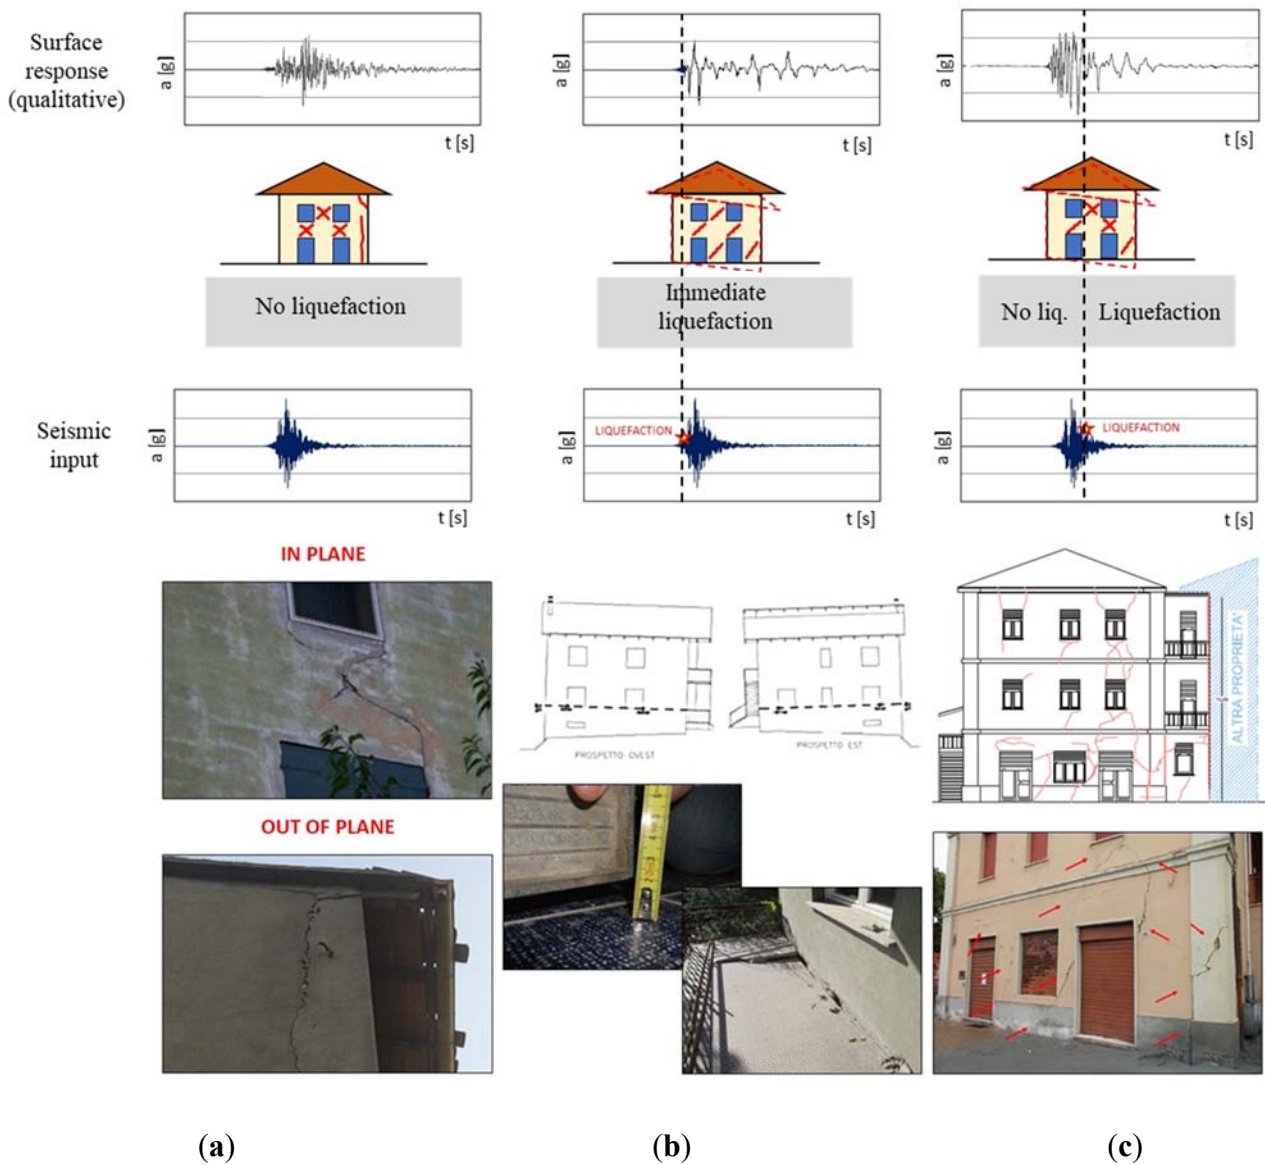 Surface
response
(qualitative)
a [g]
t [s]
a [g]
t [s]
a [g]
t [s]
No liquefaction
Immediate
liquefaction
No liq.
Liquefaction
Seismic
input
a [g]
t [s]
a [g]
LIQUEFACTION
t [s]
a [g]
LIQUEFACTION
t [s]
IN PLANE
OUT OF PLANE
PROSPETTO OVEST
PROSPETTO EST
ALTRA PROPRIETA'
(a)
(b)
(c)